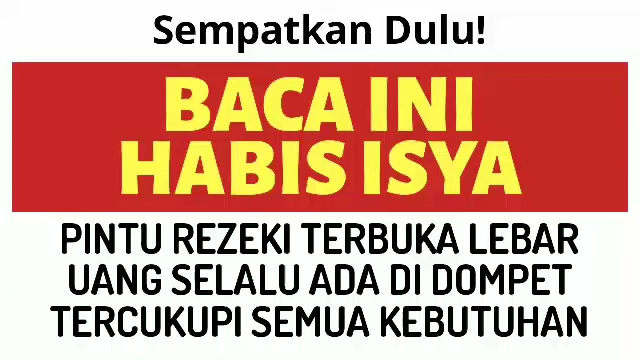 Sempatkan Dulu!
BACA INI
HABIS ISYA
PINTU REZEKI TERBUKA LEBAR
UANG SELALU ADA DI DOMPET
TERCUKUPI SEMUA KEBUTUHAN